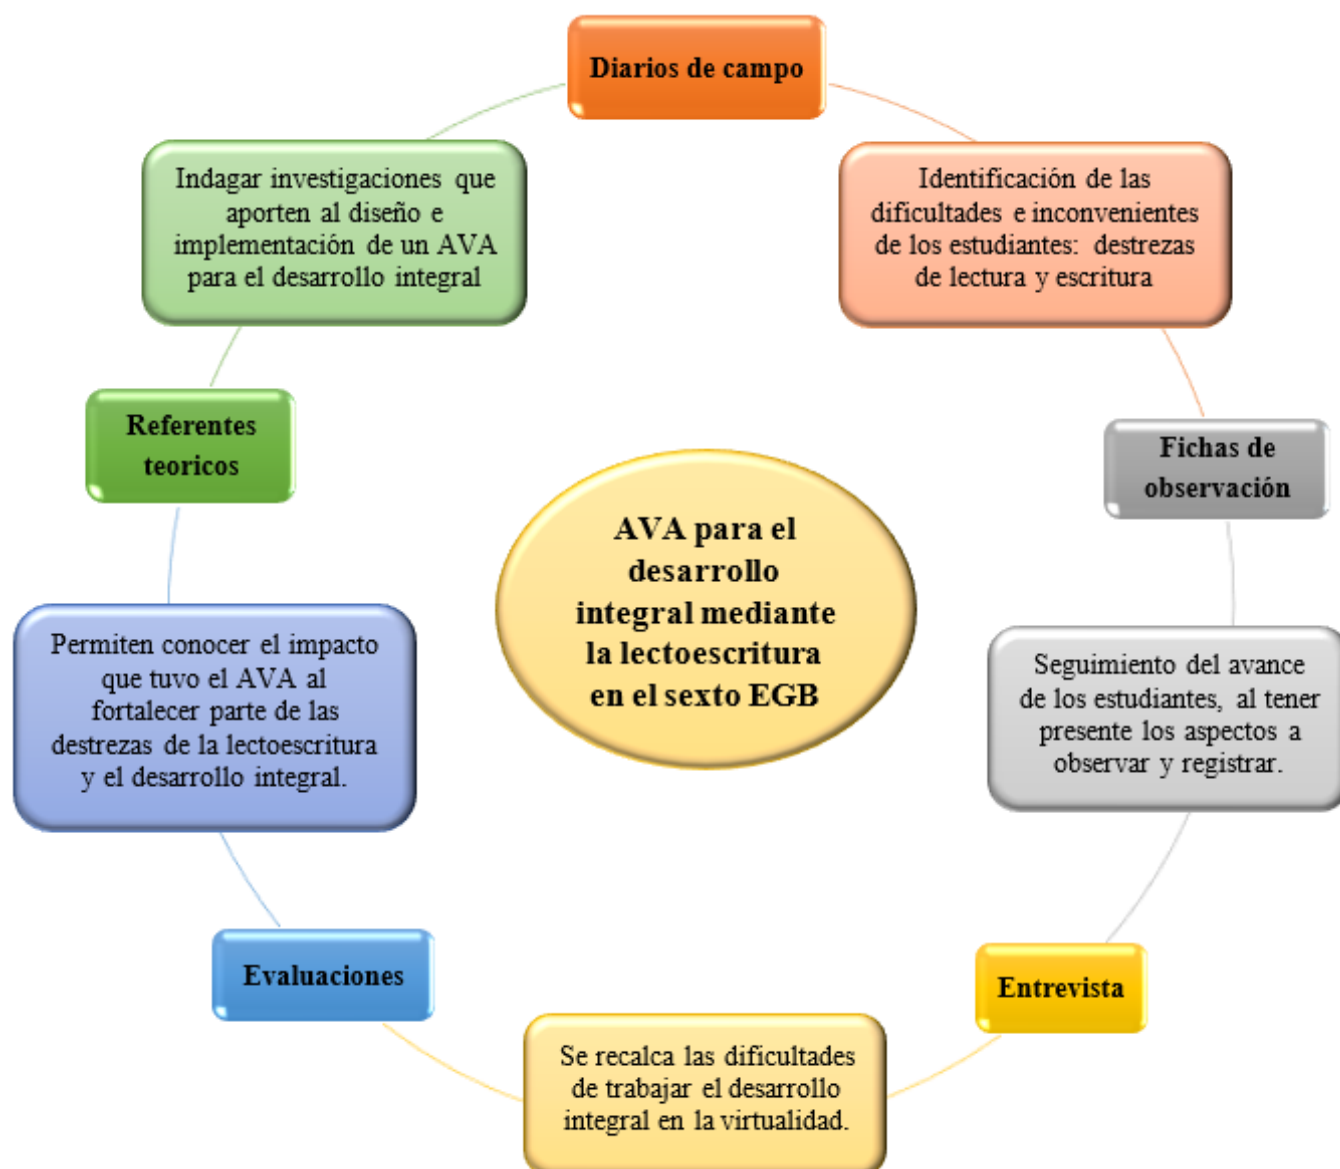 Diarios de campo
Identificación de las
dificultades e inconvenientes
de los estudiantes: destrezas
de lectura y escritura
Fichas de
observación
Seguimiento del avance
de los estudiantes, al tener
presente los aspectos a
observar y registrar.
Entrevista
Se recalca las dificultades
de trabajar el desarrollo
integral en la virtualidad.
Evaluaciones
Permiten conocer el impacto
que tuvo el AVA al
fortalecer parte de las
destrezas de la lectoescritura
y el desarrollo integral.
Referentes
teoricos
Indagar investigaciones que
aporten al diseño e
implementación de un AVA
para el desarrollo integral
AVA para el
desarrollo
integral mediante
la lectoescritura
en el sexto EGB